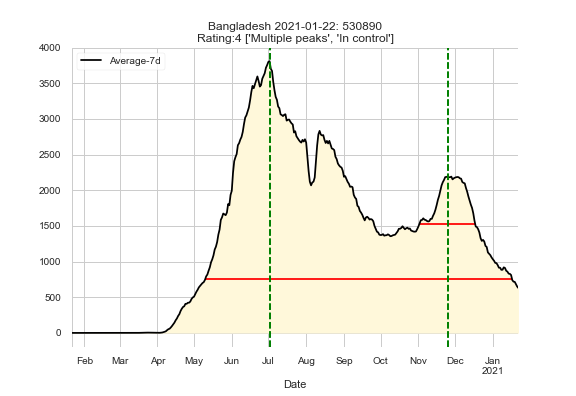 Bangladesh 2021-01-22: 530890
Rating:4 ['Multiple peaks', 'In control']
4000
Average-7d
3500
3000
2500
2000
1500
1000
500
0
Feb Mar Apr May Jun Jul Aug Sep Oct Nov Dec Jan
2021
Date